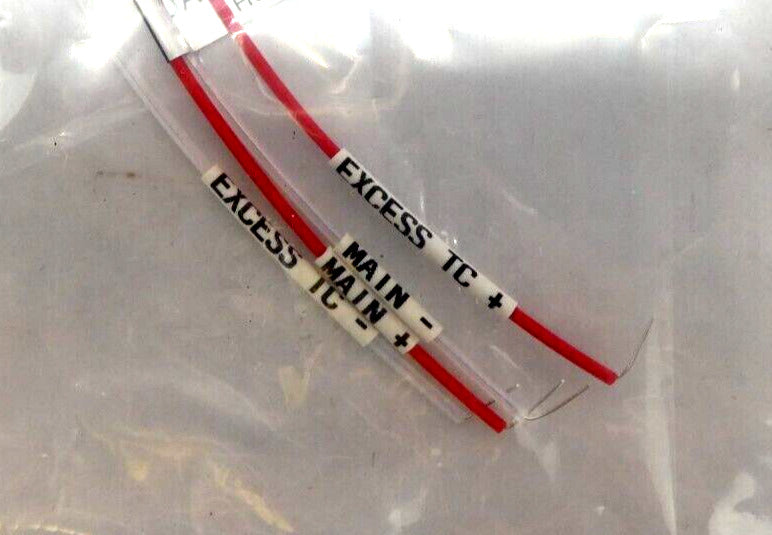 EXCESS TC +
MAIN -
MAIN +
EXCESS TC -